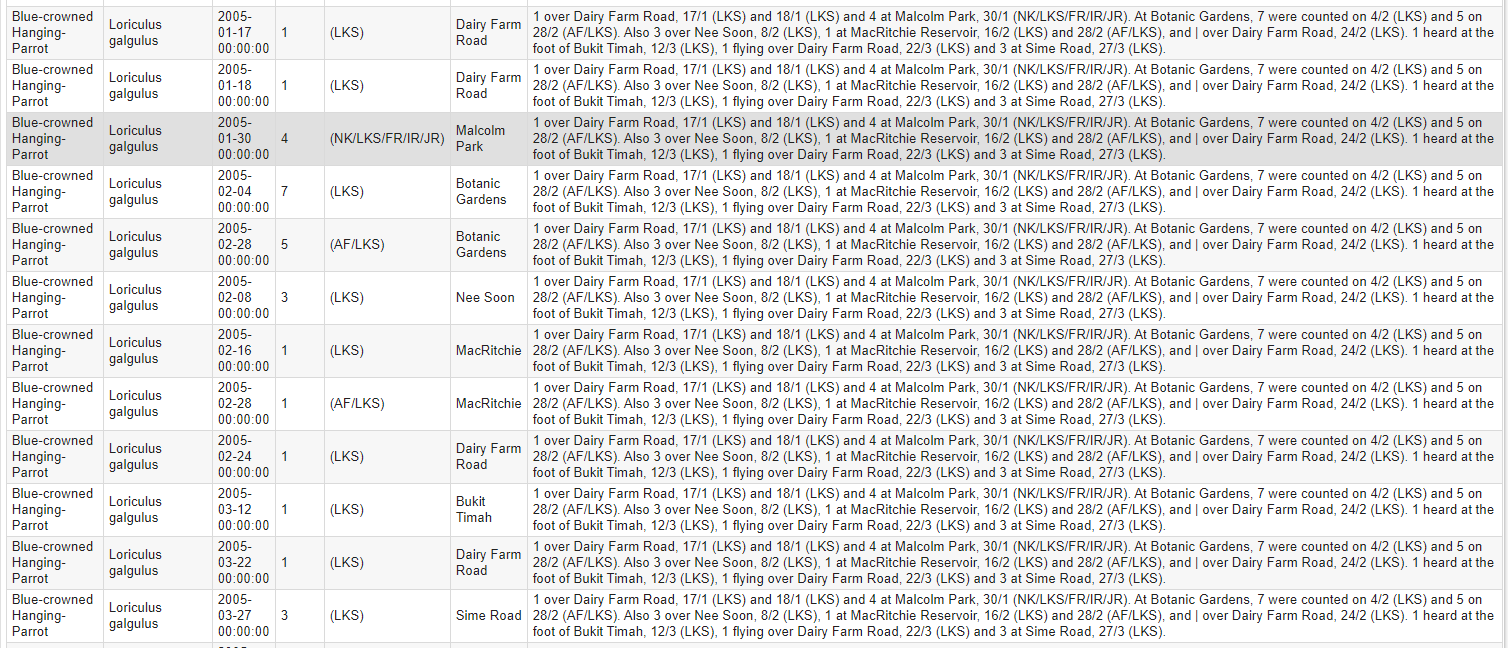 Blue-crowned Hanging-Parrot Loriculus galgulus 2005-01-17 00:00:00 1 (LKS) Dairy Farm Road 1 over Dairy Farm Road, 17/1 (LKS) and 18/1 (LKS) and 4 at Malcolm Park, 30/1 (NK/LKS/FR/IR/JR). At Botanic Gardens, 7 were counted on 4/2 (LKS) and 5 on
28/2 (AF/LKS). Also 3 over Nee Soon, 8/2 (LKS), 1 at MacRitchie Reservoir, 16/2 (LKS) and 28/2 (AF/LKS), and | over Dairy Farm Road, 24/2 (LKS). 1 heard at the
foot of Bukit Timah, 12/3 (LKS), 1 flying over Dairy Farm Road, 22/3 (LKS) and 3 at Sime Road, 27/3 (LKS).
Blue-crowned Hanging-Parrot Loriculus galgulus 2005-01-18 00:00:00 1 (LKS) Dairy Farm Road 1 over Dairy Farm Road, 17/1 (LKS) and 18/1 (LKS) and 4 at Malcolm Park, 30/1 (NK/LKS/FR/IR/JR). At Botanic Gardens, 7 were counted on 4/2 (LKS) and 5 on
28/2 (AF/LKS). Also 3 over Nee Soon, 8/2 (LKS), 1 at MacRitchie Reservoir, 16/2 (LKS) and 28/2 (AF/LKS), and | over Dairy Farm Road, 24/2 (LKS). 1 heard at the
foot of Bukit Timah, 12/3 (LKS), 1 flying over Dairy Farm Road, 22/3 (LKS) and 3 at Sime Road, 27/3 (LKS).
Blue-crowned Hanging-Parrot Loriculus galgulus 2005-01-30 00:00:00 4 (NK/LKS/FR/IR/JR) Malcolm Park 1 over Dairy Farm Road, 17/1 (LKS) and 18/1 (LKS) and 4 at Malcolm Park, 30/1 (NK/LKS/FR/IR/JR). At Botanic Gardens, 7 were counted on 4/2 (LKS) and 5 on
28/2 (AF/LKS). Also 3 over Nee Soon, 8/2 (LKS), 1 at MacRitchie Reservoir, 16/2 (LKS) and 28/2 (AF/LKS), and | over Dairy Farm Road, 24/2 (LKS). 1 heard at the
foot of Bukit Timah, 12/3 (LKS), 1 flying over Dairy Farm Road, 22/3 (LKS) and 3 at Sime Road, 27/3 (LKS).
Blue-crowned Hanging-Parrot Loriculus galgulus 2005-02-04 00:00:00 7 (LKS) Botanic Gardens 1 over Dairy Farm Road, 17/1 (LKS) and 18/1 (LKS) and 4 at Malcolm Park, 30/1 (NK/LKS/FR/IR/JR). At Botanic Gardens, 7 were counted on 4/2 (LKS) and 5 on
28/2 (AF/LKS). Also 3 over Nee Soon, 8/2 (LKS), 1 at MacRitchie Reservoir, 16/2 (LKS) and 28/2 (AF/LKS), and | over Dairy Farm Road, 24/2 (LKS). 1 heard at the
foot of Bukit Timah, 12/3 (LKS), 1 flying over Dairy Farm Road, 22/3 (LKS) and 3 at Sime Road, 27/3 (LKS).
Blue-crowned Hanging-Parrot Loriculus galgulus 2005-02-28 00:00:00 5 (AF/LKS) Botanic Gardens 1 over Dairy Farm Road, 17/1 (LKS) and 18/1 (LKS) and 4 at Malcolm Park, 30/1 (NK/LKS/FR/IR/JR). At Botanic Gardens, 7 were counted on 4/2 (LKS) and 5 on
28/2 (AF/LKS). Also 3 over Nee Soon, 8/2 (LKS), 1 at MacRitchie Reservoir, 16/2 (LKS) and 28/2 (AF/LKS), and | over Dairy Farm Road, 24/2 (LKS). 1 heard at the
foot of Bukit Timah, 12/3 (LKS), 1 flying over Dairy Farm Road, 22/3 (LKS) and 3 at Sime Road, 27/3 (LKS).
Blue-crowned Hanging-Parrot Loriculus galgulus 2005-02-08 00:00:00 3 (LKS) Nee Soon 1 over Dairy Farm Road, 17/1 (LKS) and 18/1 (LKS) and 4 at Malcolm Park, 30/1 (NK/LKS/FR/IR/JR). At Botanic Gardens, 7 were counted on 4/2 (LKS) and 5 on
28/2 (AF/LKS). Also 3 over Nee Soon, 8/2 (LKS), 1 at MacRitchie Reservoir, 16/2 (LKS) and 28/2 (AF/LKS), and | over Dairy Farm Road, 24/2 (LKS). 1 heard at the
foot of Bukit Timah, 12/3 (LKS), 1 flying over Dairy Farm Road, 22/3 (LKS) and 3 at Sime Road, 27/3 (LKS).
Blue-crowned Hanging-Parrot Loriculus galgulus 2005-02-16 00:00:00 1 (LKS) MacRitchie 1 over Dairy Farm Road, 17/1 (LKS) and 18/1 (LKS) and 4 at Malcolm Park, 30/1 (NK/LKS/FR/IR/JR). At Botanic Gardens, 7 were counted on 4/2 (LKS) and 5 on
28/2 (AF/LKS). Also 3 over Nee Soon, 8/2 (LKS), 1 at MacRitchie Reservoir, 16/2 (LKS) and 28/2 (AF/LKS), and | over Dairy Farm Road, 24/2 (LKS). 1 heard at the
foot of Bukit Timah, 12/3 (LKS), 1 flying over Dairy Farm Road, 22/3 (LKS) and 3 at Sime Road, 27/3 (LKS).
Blue-crowned Hanging-Parrot Loriculus galgulus 2005-02-28 00:00:00 1 (AF/LKS) MacRitchie 1 over Dairy Farm Road, 17/1 (LKS) and 18/1 (LKS) and 4 at Malcolm Park, 30/1 (NK/LKS/FR/IR/JR). At Botanic Gardens, 7 were counted on 4/2 (LKS) and 5 on
28/2 (AF/LKS). Also 3 over Nee Soon, 8/2 (LKS), 1 at MacRitchie Reservoir, 16/2 (LKS) and 28/2 (AF/LKS), and | over Dairy Farm Road, 24/2 (LKS). 1 heard at the
foot of Bukit Timah, 12/3 (LKS), 1 flying over Dairy Farm Road, 22/3 (LKS) and 3 at Sime Road, 27/3 (LKS).
Blue-crowned Hanging-Parrot Loriculus galgulus 2005-02-24 00:00:00 1 (LKS) Dairy Farm Road 1 over Dairy Farm Road, 17/1 (LKS) and 18/1 (LKS) and 4 at Malcolm Park, 30/1 (NK/LKS/FR/IR/JR). At Botanic Gardens, 7 were counted on 4/2 (LKS) and 5 on
28/2 (AF/LKS). Also 3 over Nee Soon, 8/2 (LKS), 1 at MacRitchie Reservoir, 16/2 (LKS) and 28/2 (AF/LKS), and | over Dairy Farm Road, 24/2 (LKS). 1 heard at the
foot of Bukit Timah, 12/3 (LKS), 1 flying over Dairy Farm Road, 22/3 (LKS) and 3 at Sime Road, 27/3 (LKS).
Blue-crowned Hanging-Parrot Loriculus galgulus 2005-03-12 00:00:00 1 (LKS) Bukit Timah 1 over Dairy Farm Road, 17/1 (LKS) and 18/1 (LKS) and 4 at Malcolm Park, 30/1 (NK/LKS/FR/IR/JR). At Botanic Gardens, 7 were counted on 4/2 (LKS) and 5 on
28/2 (AF/LKS). Also 3 over Nee Soon, 8/2 (LKS), 1 at MacRitchie Reservoir, 16/2 (LKS) and 28/2 (AF/LKS), and | over Dairy Farm Road, 24/2 (LKS). 1 heard at the
foot of Bukit Timah, 12/3 (LKS), 1 flying over Dairy Farm Road, 22/3 (LKS) and 3 at Sime Road, 27/3 (LKS).
Blue-crowned Hanging-Parrot Loriculus galgulus 2005-03-22 00:00:00 1 (LKS) Dairy Farm Road 1 over Dairy Farm Road, 17/1 (LKS) and 18/1 (LKS) and 4 at Malcolm Park, 30/1 (NK/LKS/FR/IR/JR). At Botanic Gardens, 7 were counted on 4/2 (LKS) and 5 on
28/2 (AF/LKS). Also 3 over Nee Soon, 8/2 (LKS), 1 at MacRitchie Reservoir, 16/2 (LKS) and 28/2 (AF/LKS), and | over Dairy Farm Road, 24/2 (LKS). 1 heard at the
foot of Bukit Timah, 12/3 (LKS), 1 flying over Dairy Farm Road, 22/3 (LKS) and 3 at Sime Road, 27/3 (LKS).
Blue-crowned Hanging-Parrot Loriculus galgulus 2005-03-27 00:00:00 3 (LKS) Sime Road 1 over Dairy Farm Road, 17/1 (LKS) and 18/1 (LKS) and 4 at Malcolm Park, 30/1 (NK/LKS/FR/IR/JR). At Botanic Gardens, 7 were counted on 4/2 (LKS) and 5 on
28/2 (AF/LKS). Also 3 over Nee Soon, 8/2 (LKS), 1 at MacRitchie Reservoir, 16/2 (LKS) and 28/2 (AF/LKS), and | over Dairy Farm Road, 24/2 (LKS). 1 heard at the
foot of Bukit Timah, 12/3 (LKS), 1 flying over Dairy Farm Road, 22/3 (LKS) and 3 at Sime Road, 27/3 (LKS).